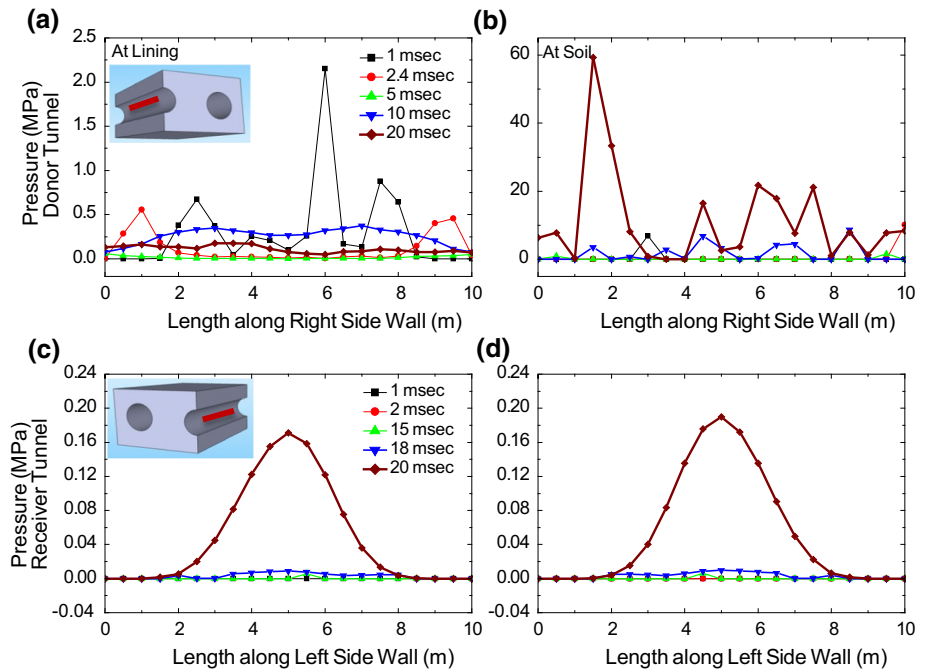 (a)
At Lining
1 msec
2.4 msec
5 msec
10 msec
20 msec
2.5
2.0
1.5
1.0
0.5
0.0
Pressure (MPa)
Donor Tunnel
0 2 4 6 8 10
Length along Right Side Wall (m)
(b)
At Soil
60
40
20
0
0 2 4 6 8 10
Length along Right Side Wall (m)
(c)
1 msec
2 msec
15 msec
18 msec
20 msec
0.24
0.20
0.16
0.12
0.08
0.04
0.00
-0.04
Pressure (MPa)
Receiver Tunnel
0 2 4 6 8 10
Length along Left Side Wall (m)
(d)
0.24
0.20
0.16
0.12
0.08
0.04
0.00
-0.04
0 2 4 6 8 10
Length along Left Side Wall (m)